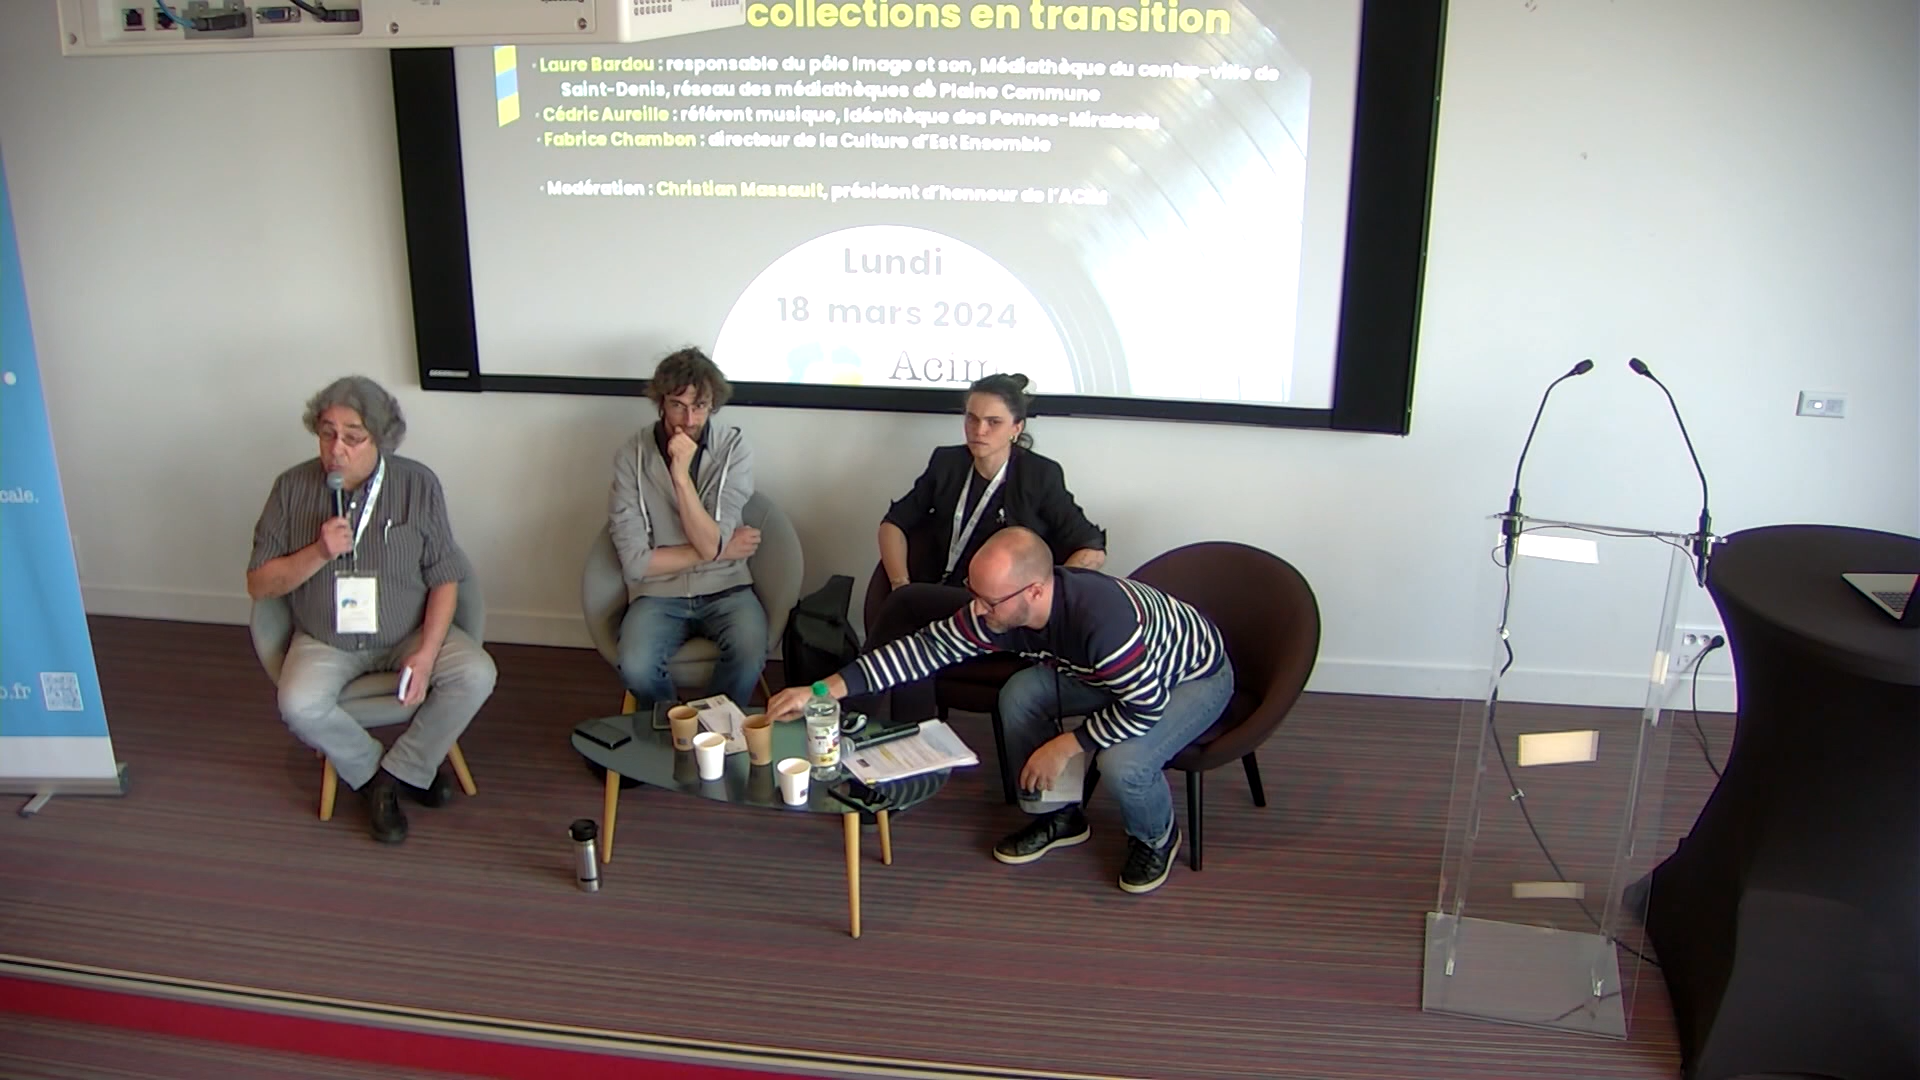 collections en transition
· Laure Bardou : responsable du pôle Image et son, Médiathèque du centre-ville de
Saint-Denis, réseau des médiathèques de Plaine Commune
· Cédric Aureille : référent musique, Idéethèque des Pennes-Mirabeau
· Fabrice Chambon : directeur de la Culture d'Est Ensemble
· Modération : Christian Massault, président d'honneur de l'ACIM
Lundi
18 mars 2024
Acim
cale.
o.fr